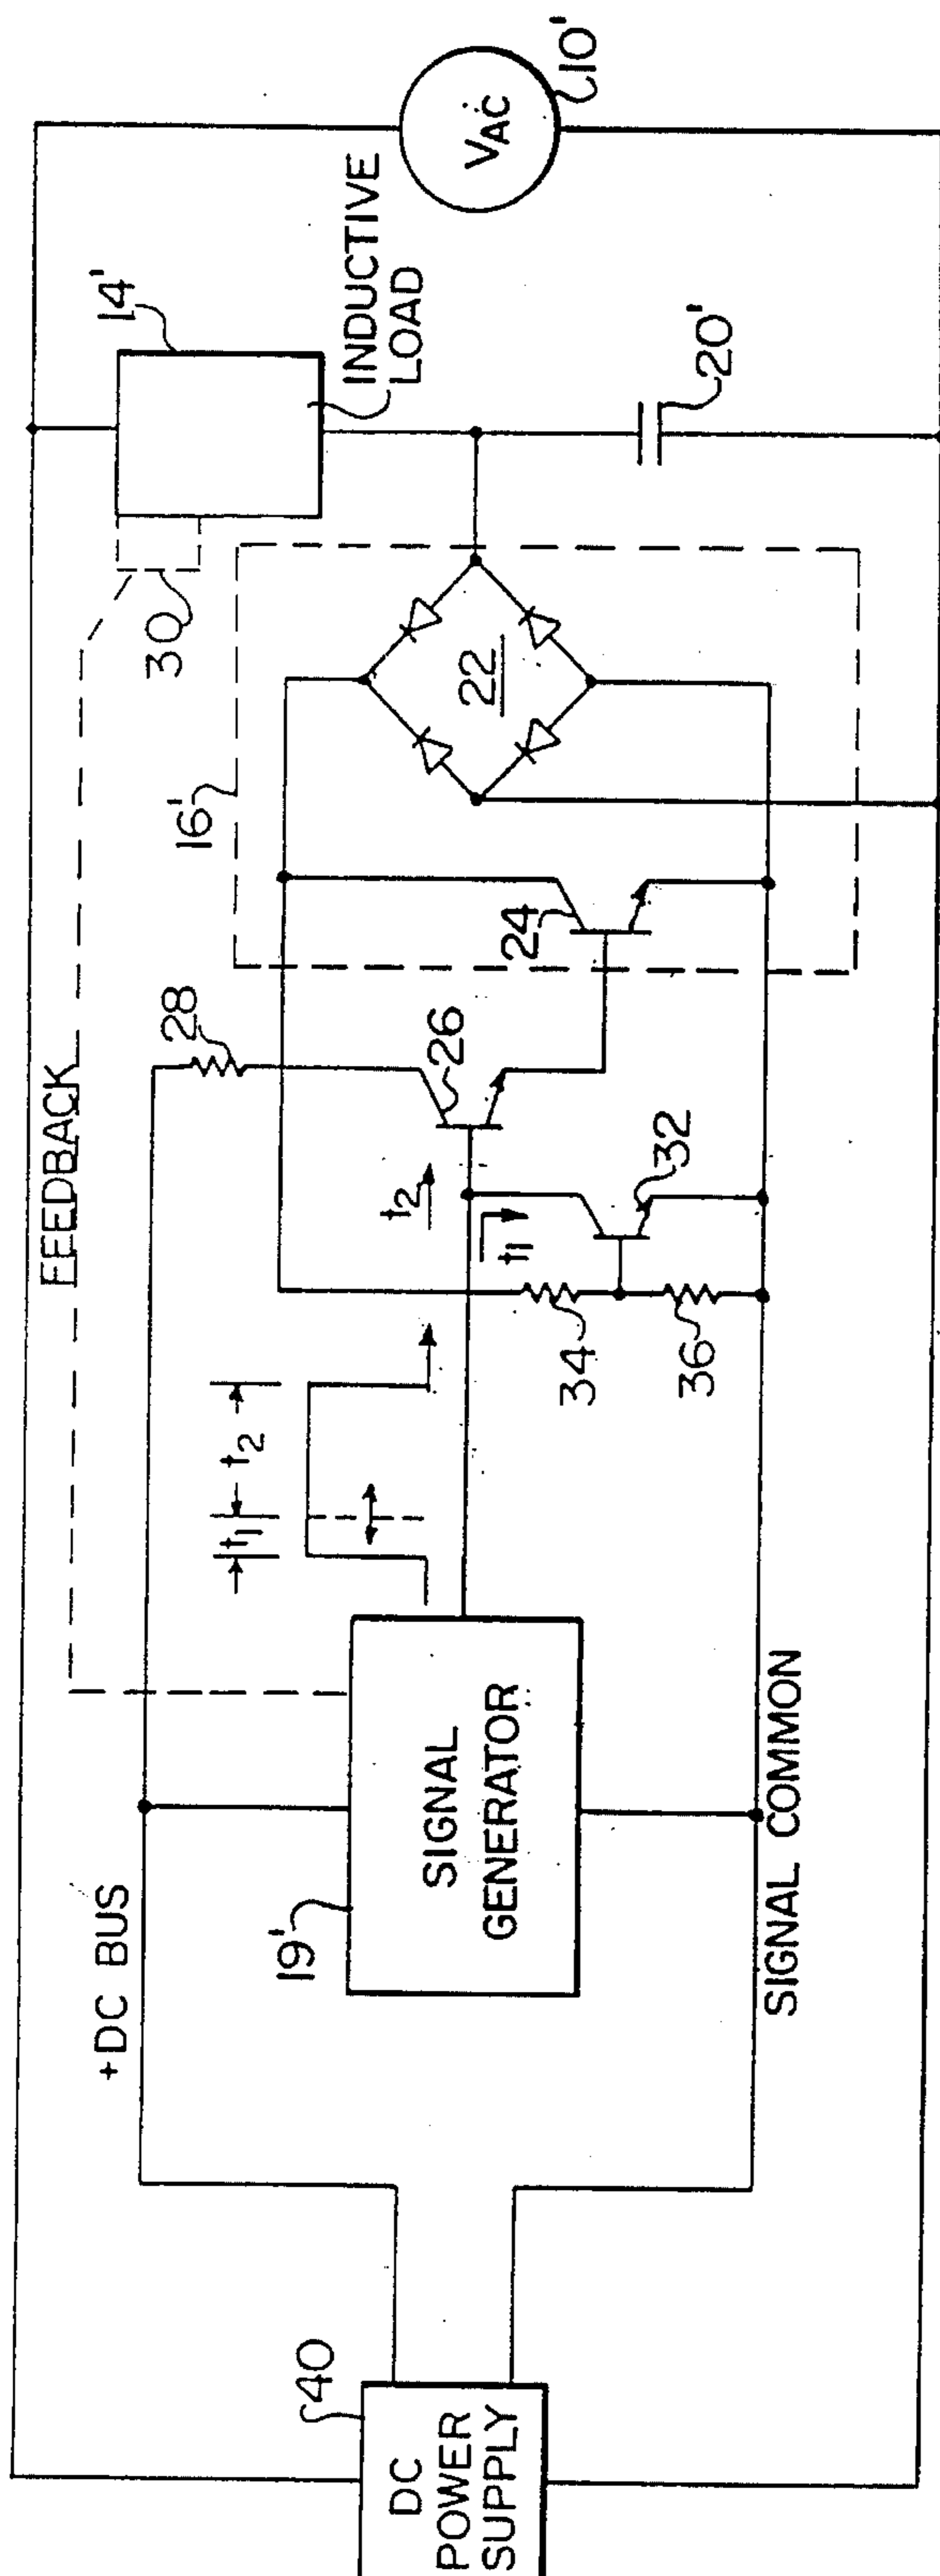 FEEDBACK
+DC BUS
40
DC
POWER
SUPPLY
19'
SIGNAL
GENERATOR
SIGNAL COMMON
t1
t2
t2
t1
28
26
32
34
36
16'
24
22
30
14'
INDUCTIVE
LOAD
20'
VAC
10'